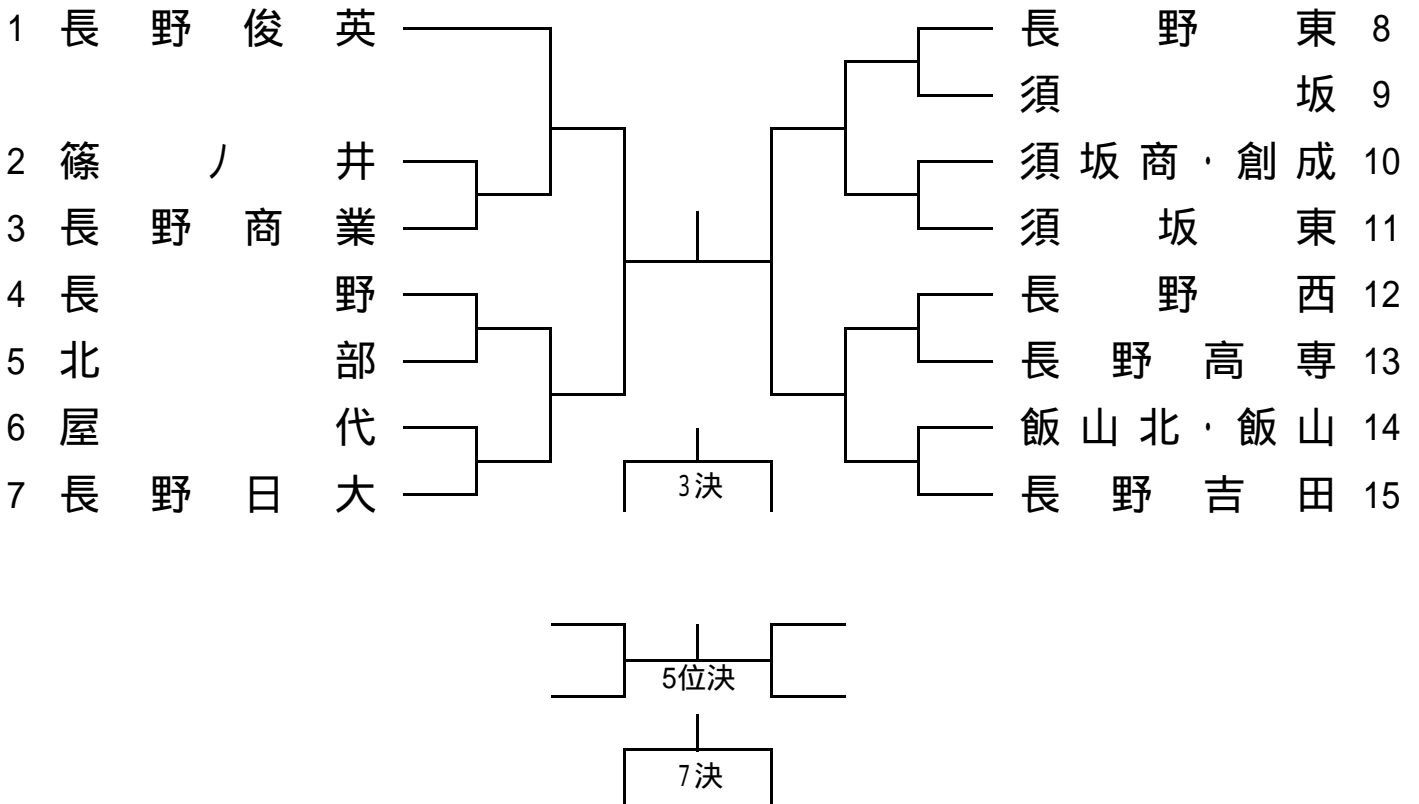 1 長野俊英
長野東 8
須坂 9
2 篠ノ井
須坂商・創成 10
3 長野商業
須坂東 11
4 長野
長野西 12
5 北部
長野高専 13
6 屋代
飯山北・飯山 14
7 長野日大
3決
長野吉田 15
5位決
7決